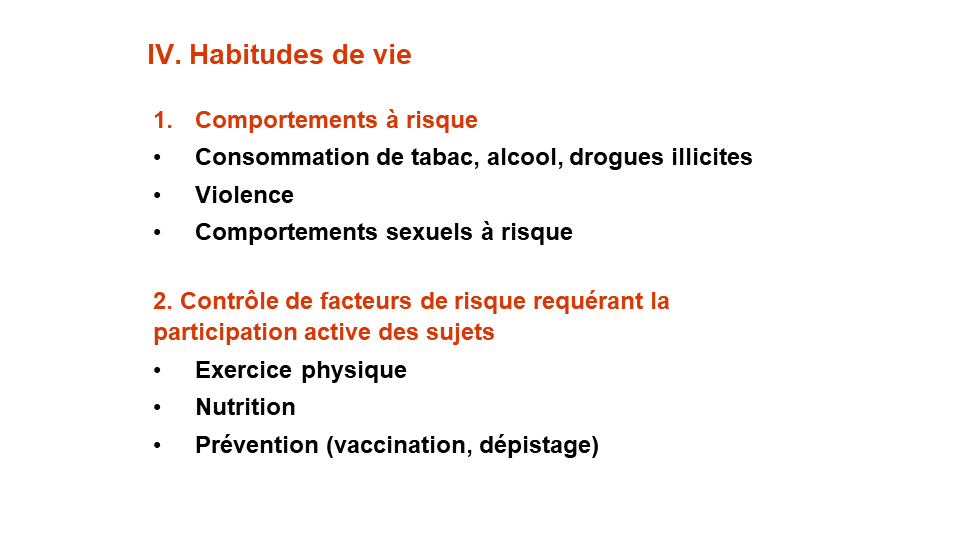 IV. Habitudes de vie
1. Comportements à risque
• Consommation de tabac, alcool, drogues illicites
• Violence
• Comportements sexuels à risque
2. Contrôle de facteurs de risque requérant la
participation active des sujets
• Exercice physique
• Nutrition
• Prévention (vaccination, dépistage)